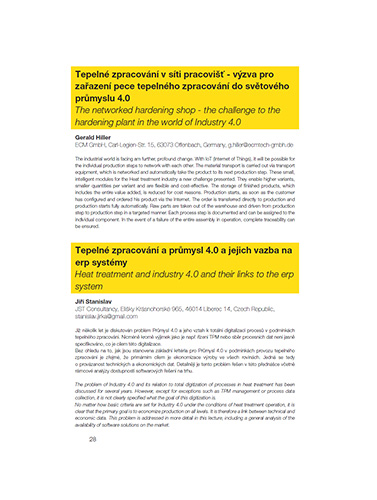 Tepelné zpracování v síti pracovišť - výzva pro
zařazení pece tepelného zpracování do světového
průmyslu 4.0
The networked hardening shop - the challenge to the
hardening plant in the world of Industry 4.0
Gerald Hiller
ECM GmbH, Carl-Legien-Str. 15, 63073 Offenbach, Germany, g.hiller@ecmtech-gmbh.de
The industrial world is facing am further, profound change. With IoT (Internet of Things), it will be possible for
the individual production steps to network with each other. The material transport is carried out via transport
equipment, which is networked and automatically take the product to its next production step. These small,
intelligent modules for the Heat treatment industry a new challenge presented. They enable higher variants,
smaller quantities per variant and are flexible and cost-effective. The storage of finished products, which
includes the entire value added, is reduced for cost reasons. Production starts, as soon as the customer
has configured and ordered his product via the Internet. The order is transferred directly to production and
production starts fully automatically. Raw parts are taken out of the warehouse and driven from production
step to production step in a targeted manner. Each process step is documented and can be assigned to the
individual component. In the event of a failure of the entire assembly in operation, complete traceability can
be ensured.
Tepelné zpracování a průmysl 4.0 a jejich vazba na
erp systémy
Heat treatment and industry 4.0 and their links to the erp
system
Jiří Stanislav
JST Consultancy, Elišky Krásnohorské 965, 46014 Liberec 14, Czech Republic,
stanislav.jirka@gmail.com
Již několik let je diskutován problém Průmysl 4.0 a jeho vztah k totální digitalizaci procesů v podmínkách
tepelného zpracování. Nicméně kromě výjimek jako je např. řízení TPM nebo sběr procesních dat není jasně
specifikováno, co je cílem této digitalizace.
Bez ohledu na to, jak jsou stanovena základní kriteria pro Průmysl 4.0 v podmínkách provozu tepelného
zpracování je zřejmé, že primárním cílem je ekonomizace výroby ve všech rovinách. Jedná se tedy
o provázanost technických a ekonomických dat. Detailněji je tento problém řešen v této přednášce včetně
rámcové analýzy dostupnosti softwarových řešení na trhu.
The problem of Industry 4.0 and its relation to total digitization of processes in heat treatment has been
discussed for several years. However, except for exceptions such as TPM management or process data
collection, it is not clearly specified what the goal of this digitization is.
No matter how basic criteria are set for Industry 4.0 under the conditions of heat treatment operation, it is
clear that the primary goal is to economize production on all levels. It is therefore a link between technical and
economic data. This problem is addressed in more detail in this lecture, including a general analysis of the
availability of software solutions on the market.
28